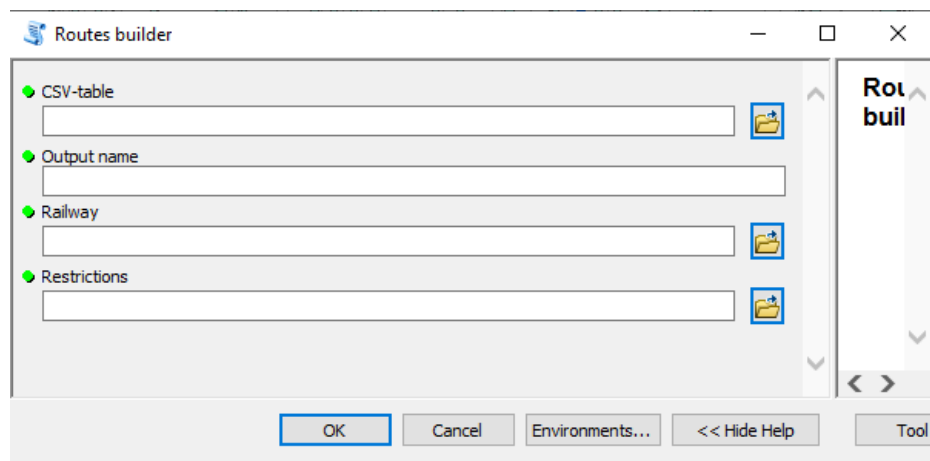 Routes builder
CSV-table
Output name
Railway
Restrictions
Rou
buil
OK
Cancel
Environments...
<< Hide Help
Tool